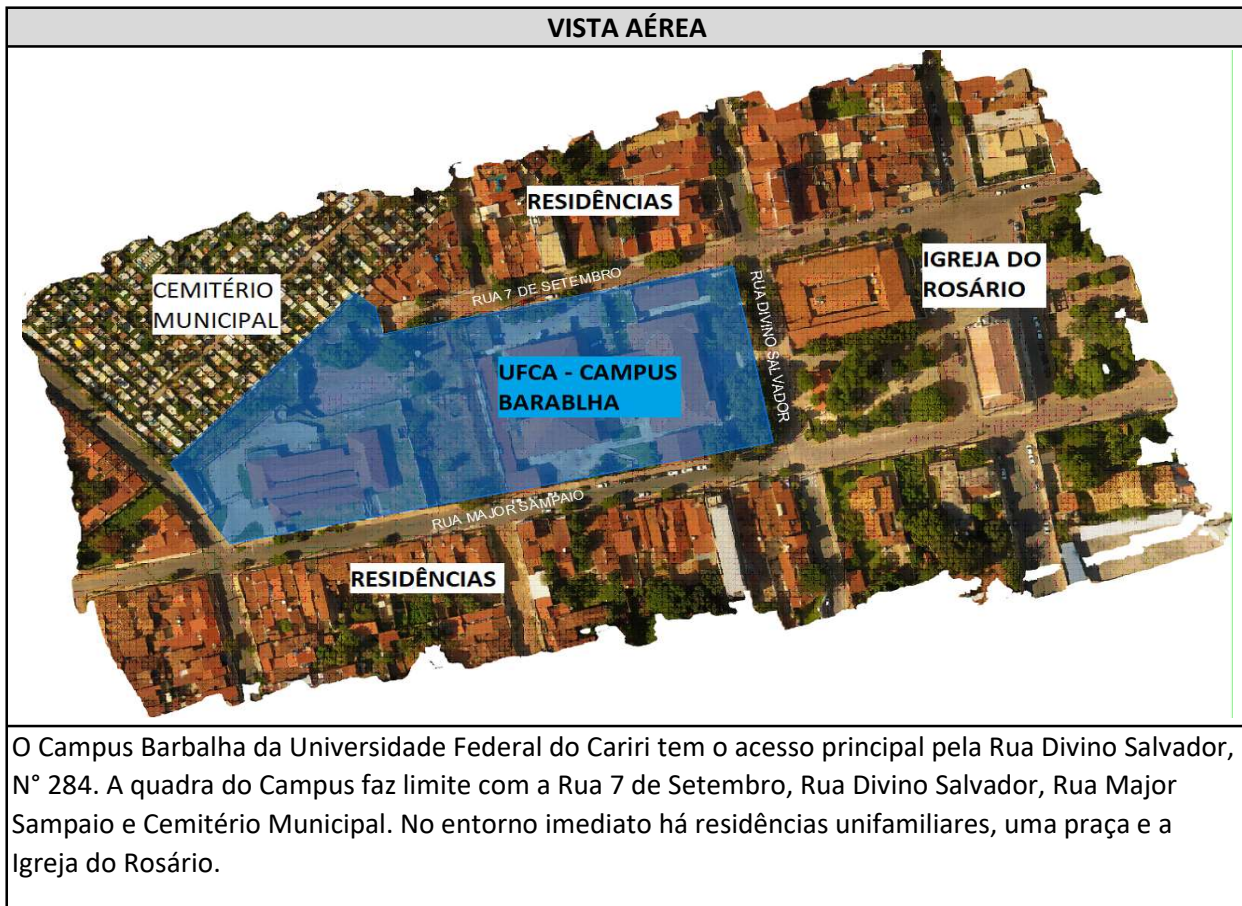 VISTA AÉREA
RESIDÊNCIAS
CEMITÉRIO
MUNICIPAL
IGREJA DO
ROSÁRIO
RUA 7 DE SETEMBRO
RUA DIVINO SALVADOR
UFCA - CAMPUS
BARABLHA
RUA MAJOR SAMPAIO
RESIDÊNCIAS
O Campus Barbalha da Universidade Federal do Cariri tem o acesso principal pela Rua Divino Salvador,
N° 284. A quadra do Campus faz limite com a Rua 7 de Setembro, Rua Divino Salvador, Rua Major
Sampaio e Cemitério Municipal. No entorno imediato há residências unifamiliares, uma praça e a
Igreja do Rosário.